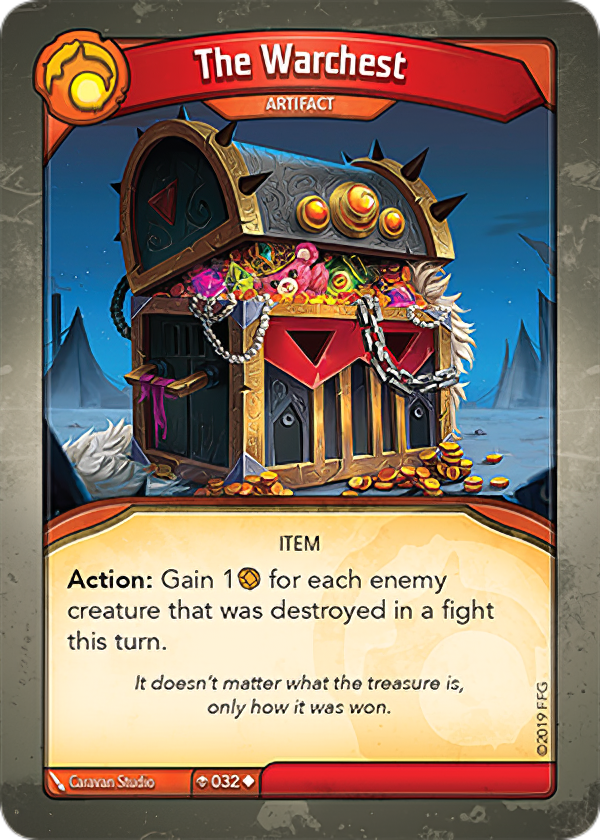 The Warchest
ARTIFACT
ITEM
Action: Gain 1 for each enemy
creature that was destroyed in a fight
this turn.
It doesn't matter what the treasure is,
only how it was won.
©2019 FFG
Caravan Studio
032